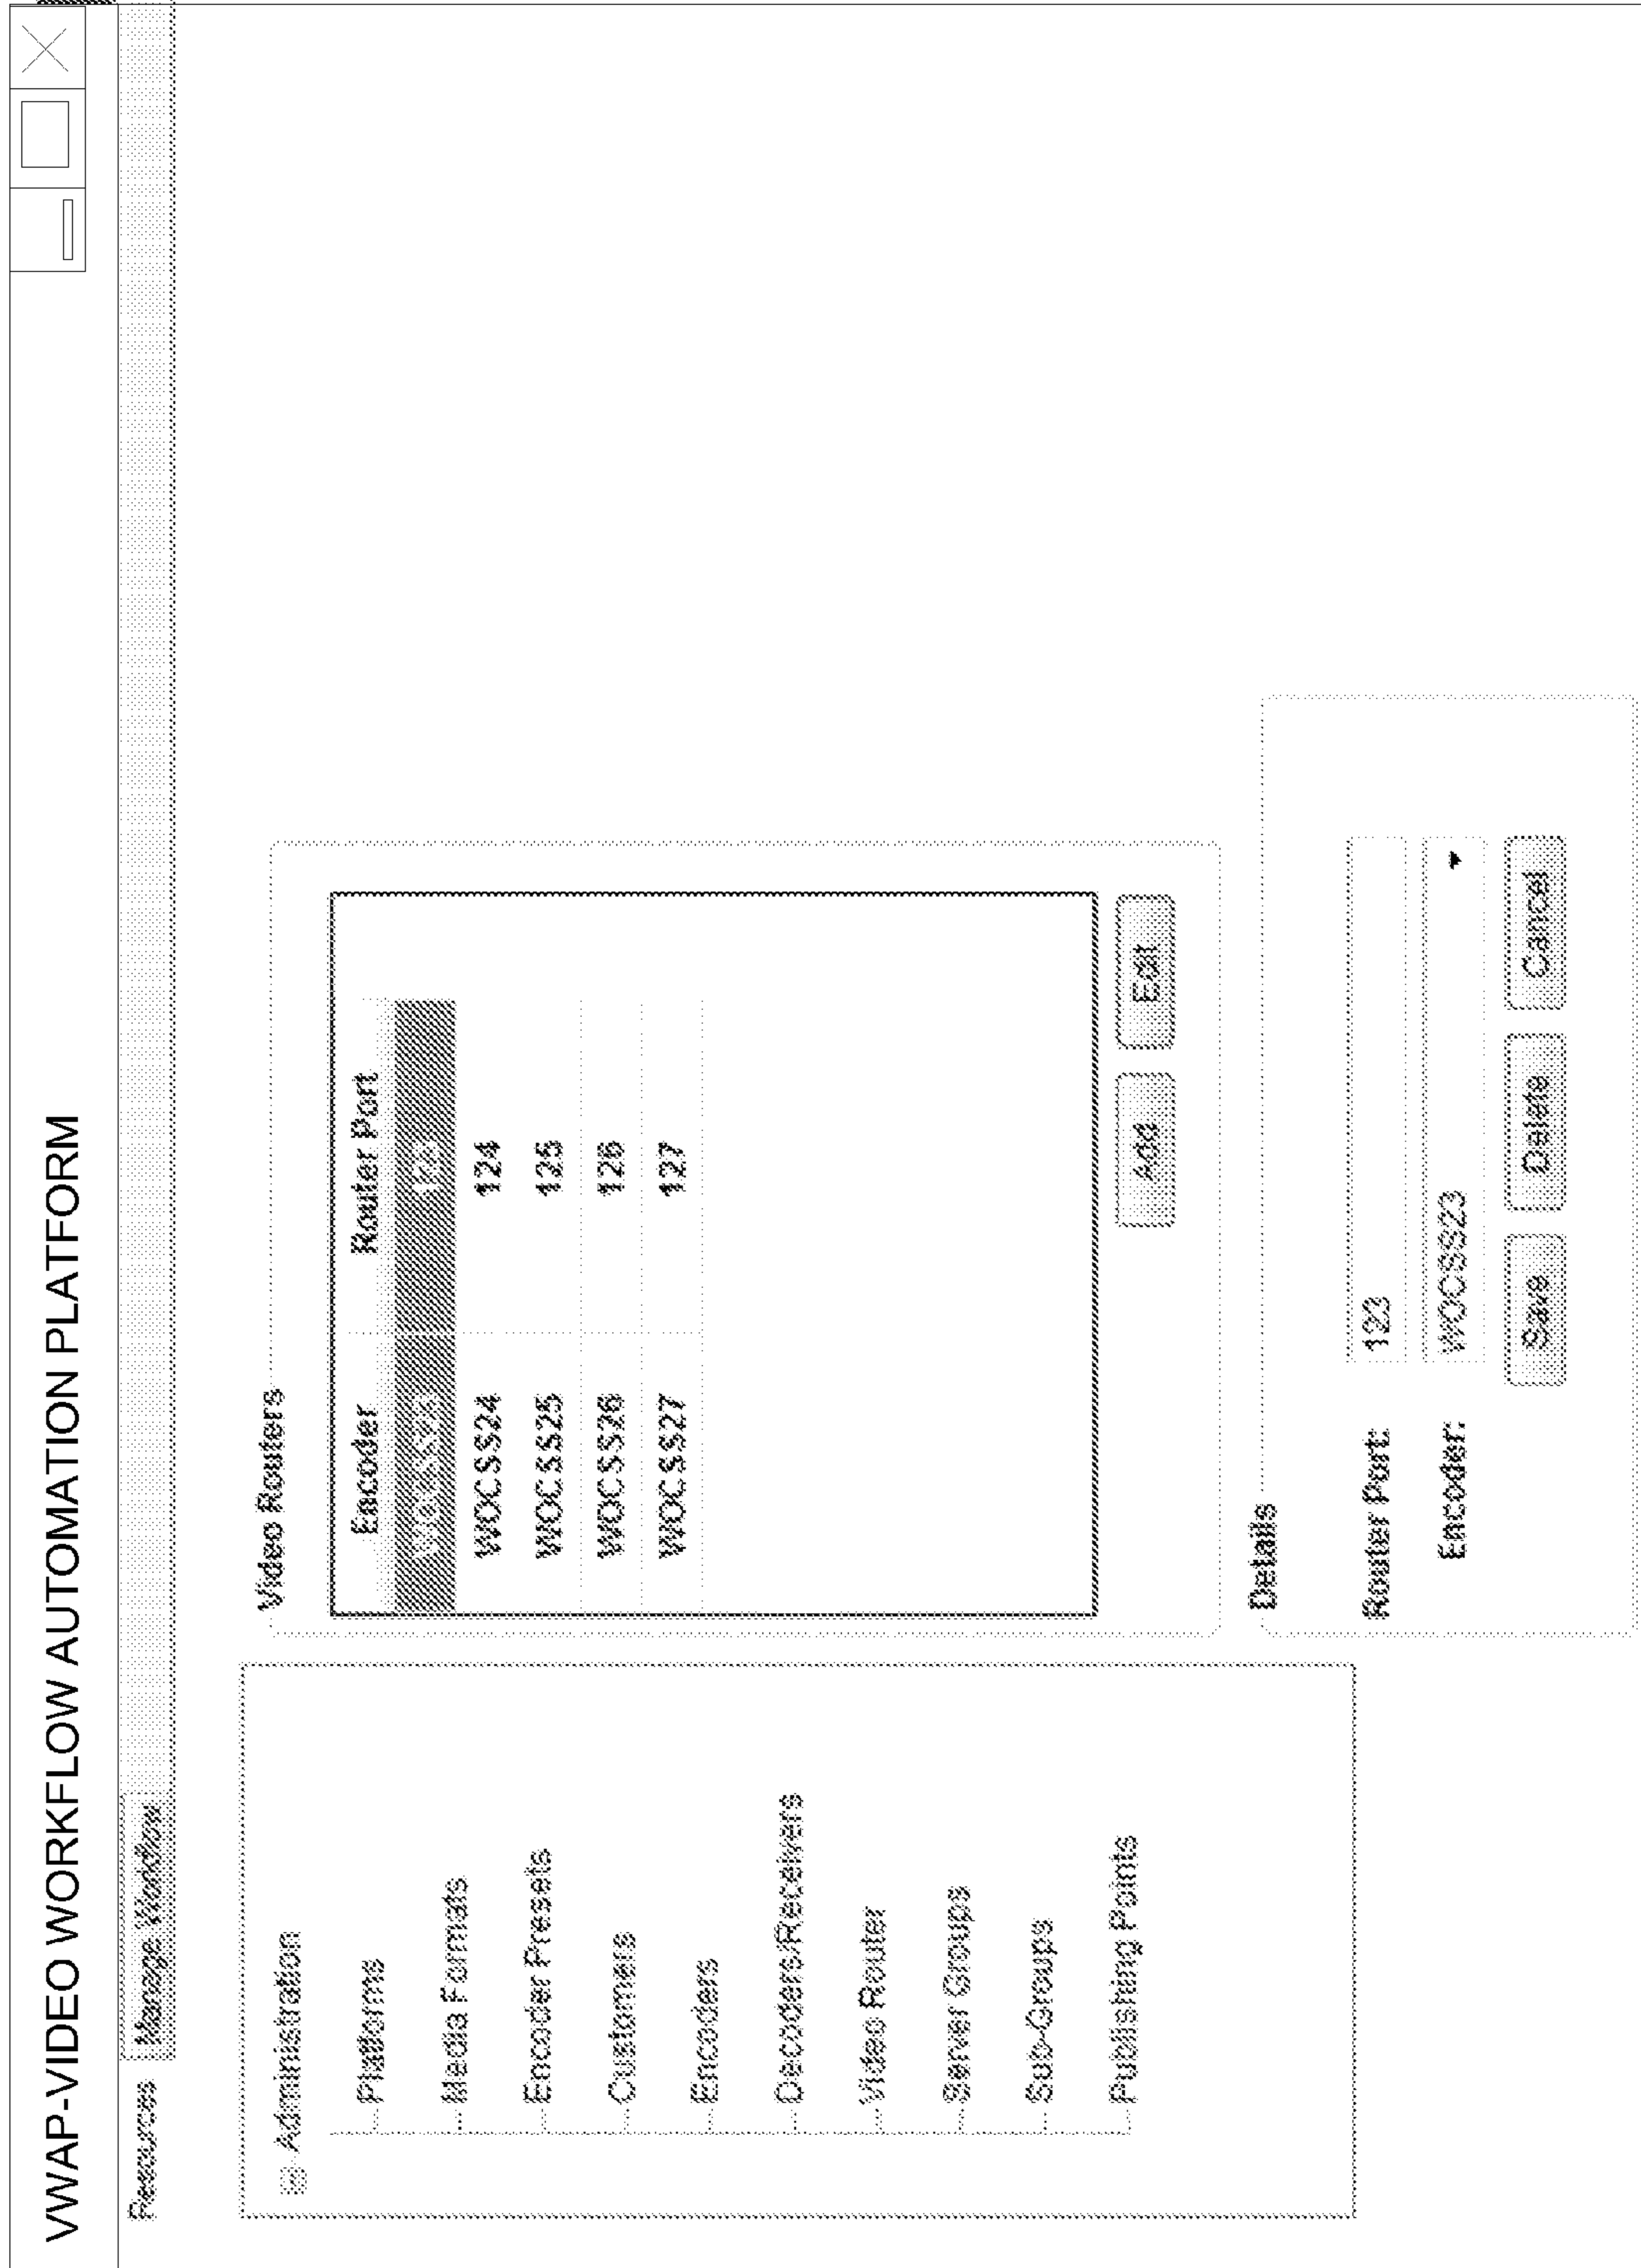 VWAP-VIDEO WORKFLOW AUTOMATION PLATFORM
Resources Manage Workflow
Administration
Platforms
Media Formats
Encoder Presets
Customers
Encoders
Decoders/Receivers
Video Router
Server Groups
Sub-Groups
Publishing Points
Video Routers
Encoder Router Port
WOCSS23 123
WOCSS24 124
WOCSS25 125
WOCSS26 126
WOCSS27 127
Add Edit
Details
Router Port: 123
Encoder: WOCSS23
Save Delete Cancel